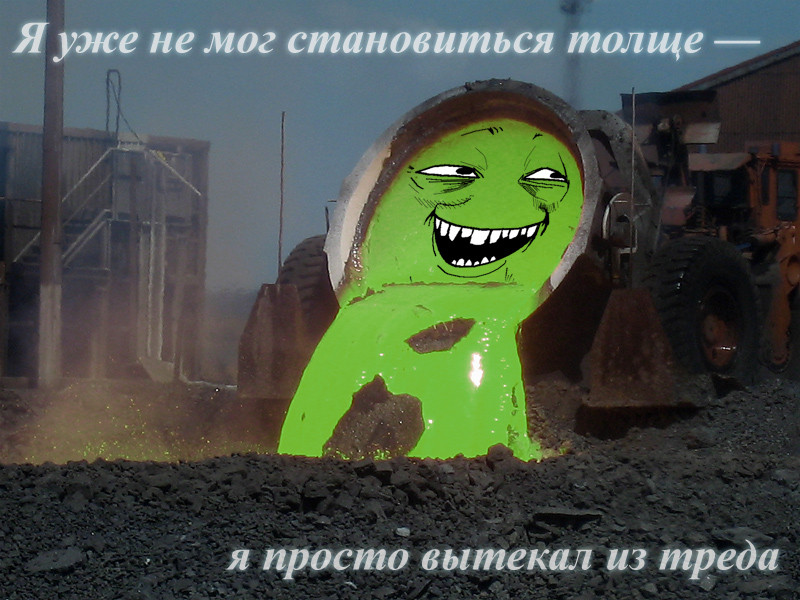 Я уже не мог становиться толще —
я просто вытекал из треда